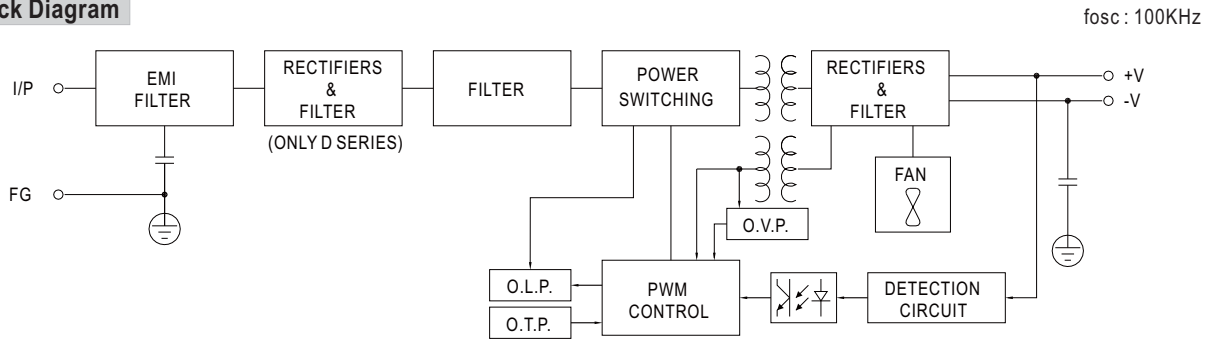 Diagram
fosc : 100KHz
I/P
EMI
FILTER
RECTIFIERS
&
FILTER
(ONLY D SERIES)
FILTER
POWER
SWITCHING
RECTIFIERS
&
FILTER
+V
-V
FG
FAN
O.V.P.
O.L.P.
O.T.P.
PWM
CONTROL
DETECTION
CIRCUIT